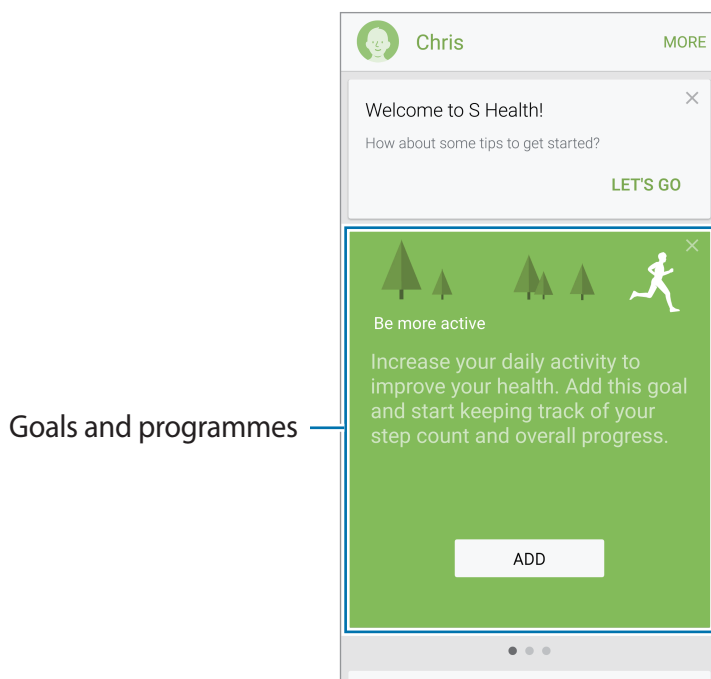 Chris
MORE
Welcome to S Health!
How about some tips to get started?
LET'S GO
Be more active
Increase your daily activity to
improve your health. Add this goal
and start keeping track of your
step count and overall progress.
Goals and programmes
ADD